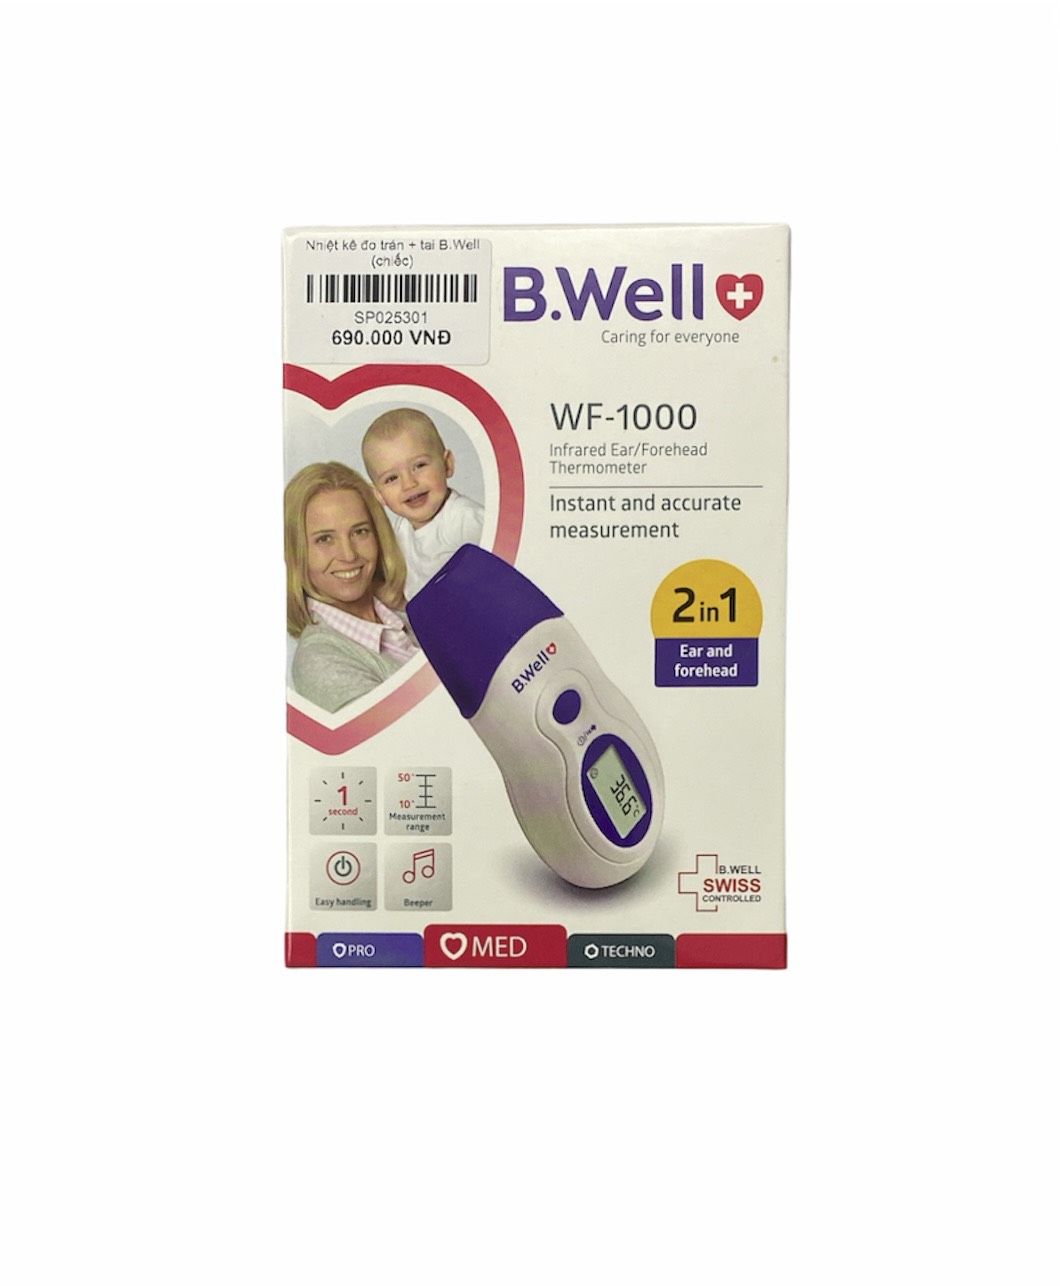 Nhiệt kế đo trán + tai B.Well
(chiếc)
SP025301
690.000 VNĐ
B.Well
Caring for everyone
WF-1000
Infrared Ear/Forehead
Thermometer
Instant and accurate
measurement
2in1
Ear and
forehead
B.Well
36.6°C
1
second
50°
10°
Measurement
range
Easy handling
Beeper
B.WELL
SWISS
CONTROLLED
PRO
MED
TECHNO